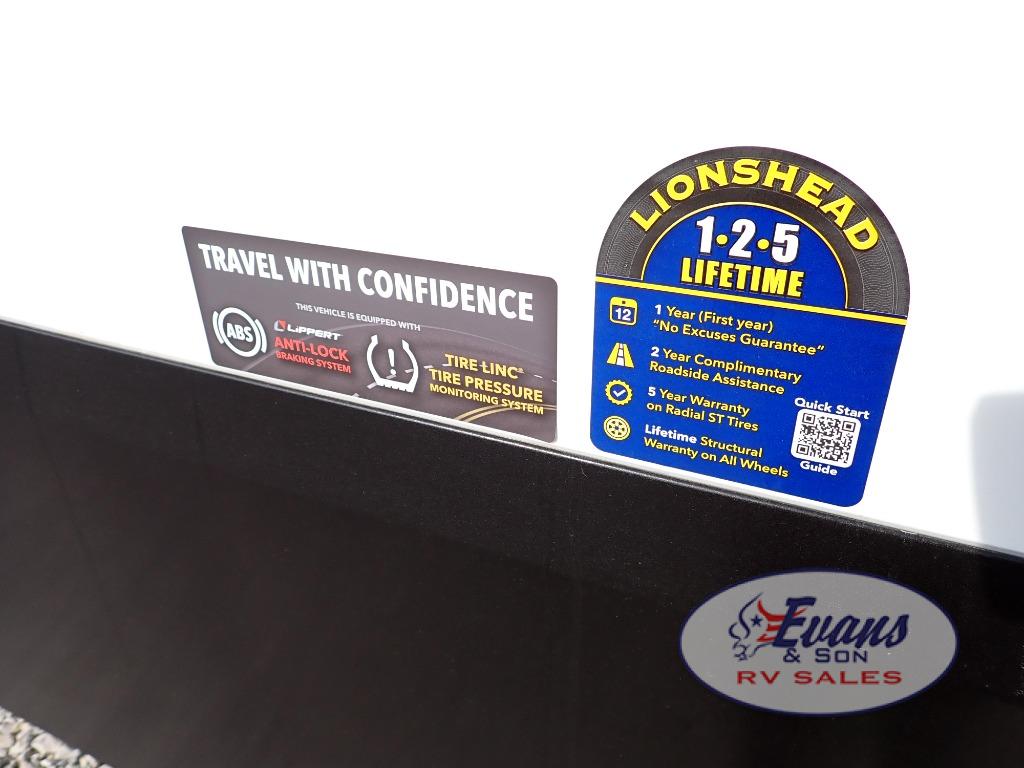 TRAVEL WITH CONFIDENCE
THIS VEHICLE IS EQUIPPED WITH
ABS
LIPPERT
ANTI-LOCK
BRAKING SYSTEM
!
TIRE LINC®
TIRE PRESSURE
MONITORING SYSTEM
LIONSHEAD
1•2•5
LIFETIME
12
1 Year (First year)
"No Excuses Guarantee"
2 Year Complimentary
Roadside Assistance
5 Year Warranty
on Radial ST Tires
Lifetime Structural
Warranty on All Wheels
Quick Start
Guide
Evans
& SON
RV SALES